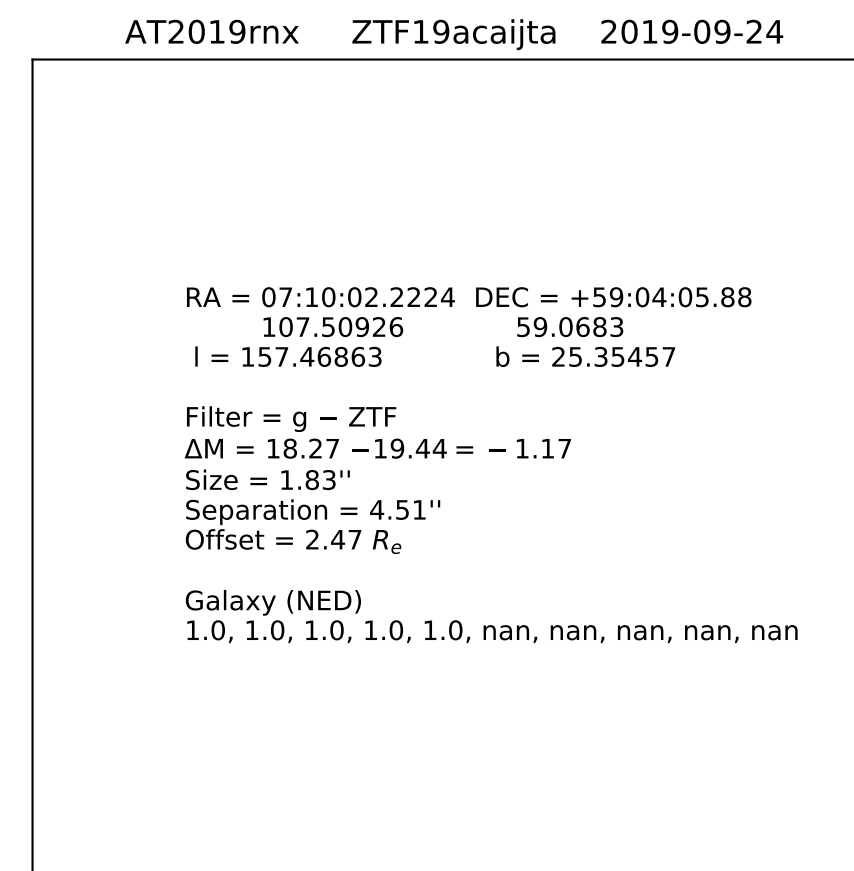 AT2019rnx ZTF19acaijta 2019-09-24
RA = 07:10:02.2224 DEC = +59:04:05.88
107.50926 59.0683
l = 157.46863 b = 25.35457
Filter = g − ZTF
ΔM = 18.27 −19.44 = − 1.17
Size = 1.83''
Separation = 4.51''
Offset = 2.47 Re
Galaxy (NED)
1.0, 1.0, 1.0, 1.0, 1.0, nan, nan, nan, nan, nan